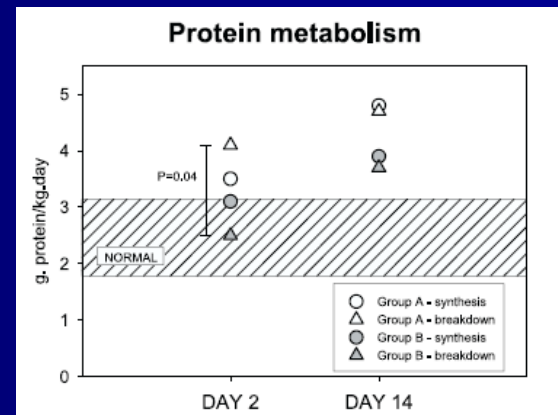 Protein metabolism
5
4
3
2
1
0
g. protein/kg.day
P=0.04
NORMAL
Group A - synthesis
Group A - breakdown
Group B - synthesis
Group B - breakdown
DAY 2 DAY 14